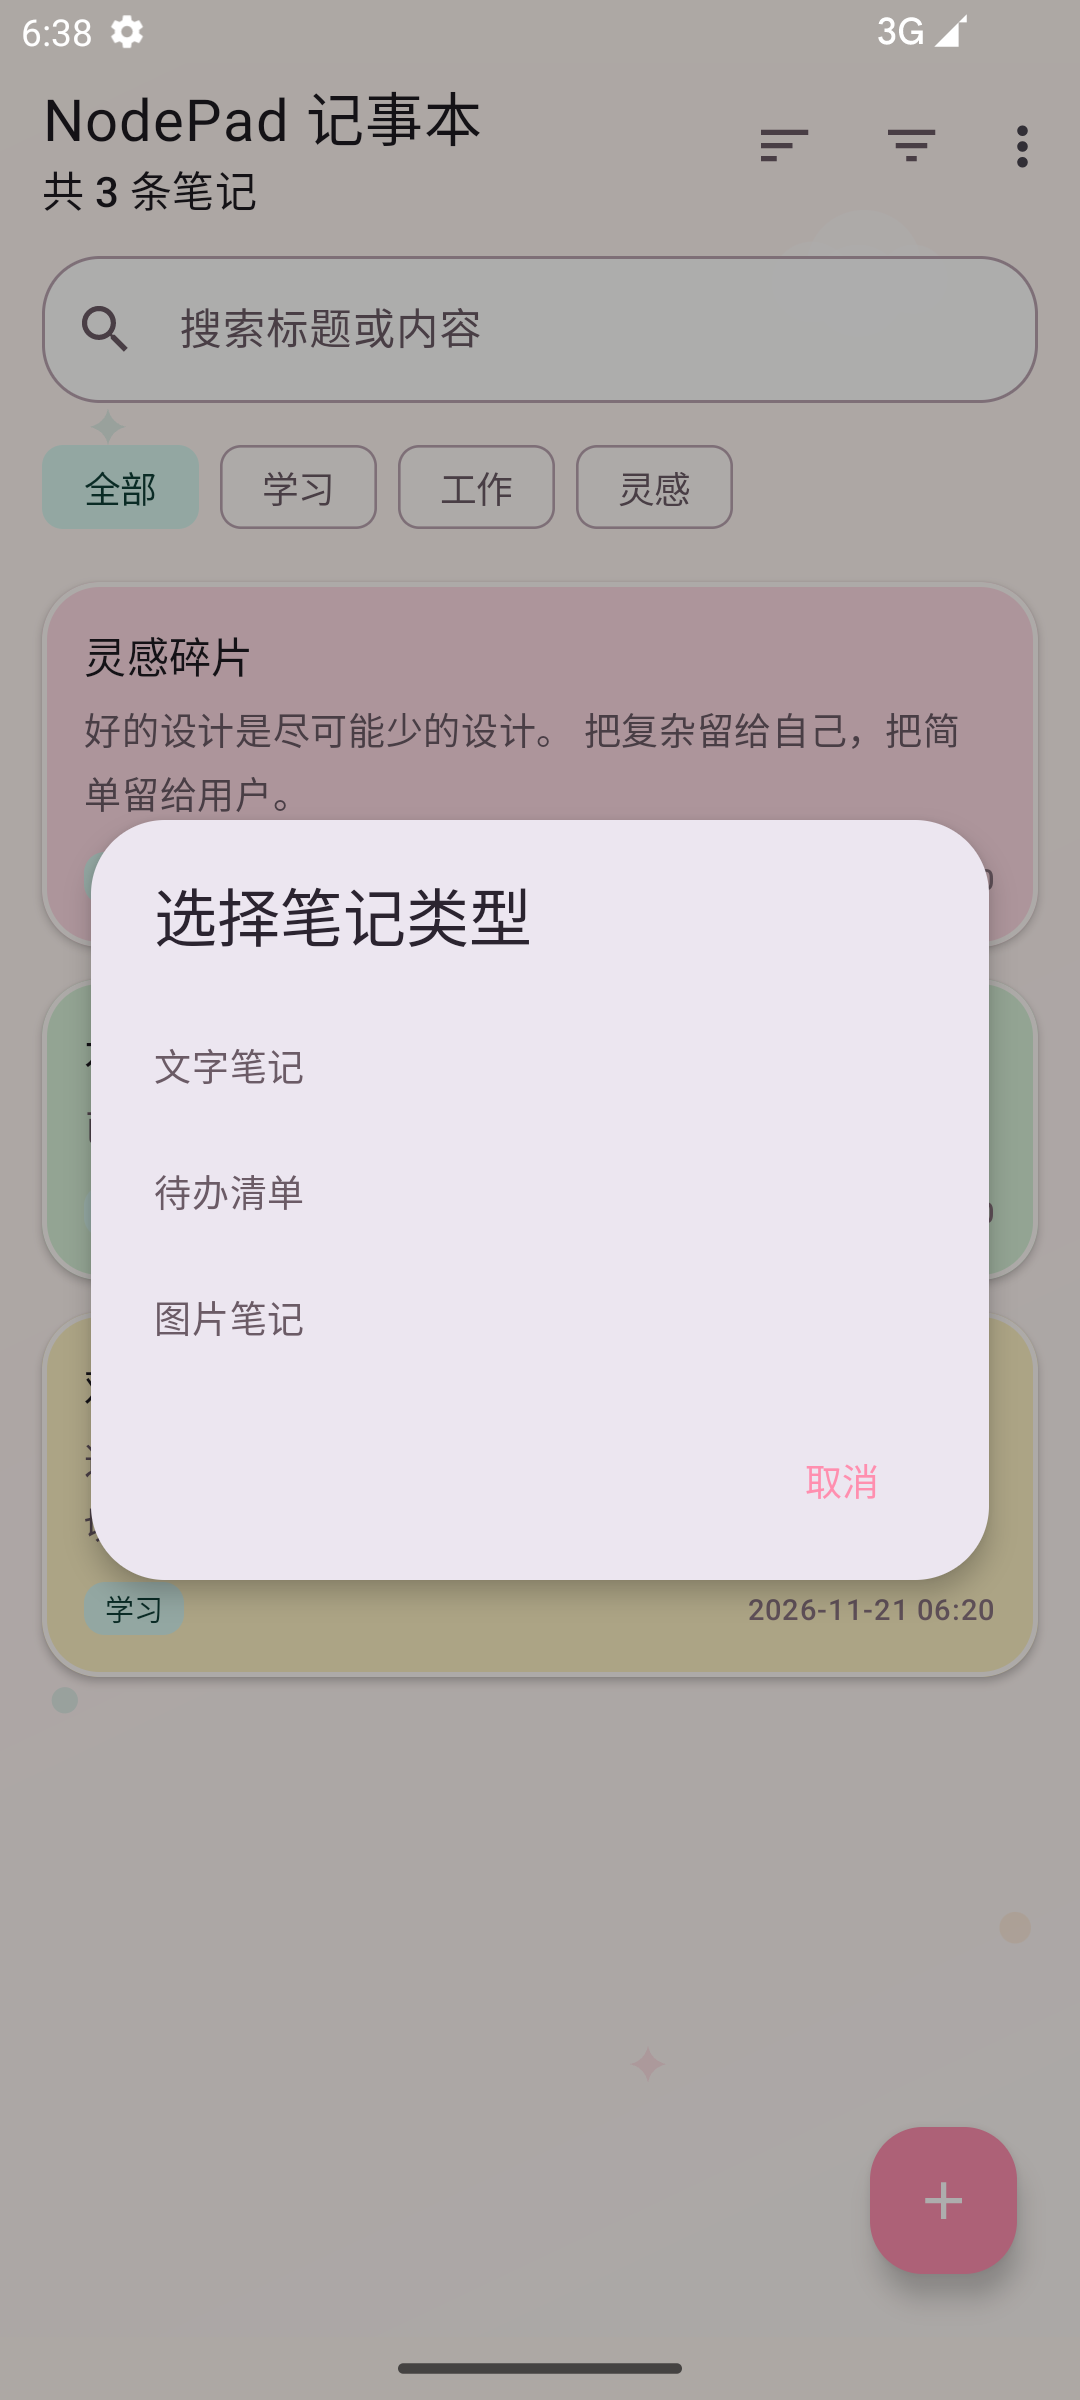 6:38
3G
NodePad 记事本
共 3 条笔记
搜索标题或内容
全部
学习
工作
灵感
灵感碎片
好的设计是尽可能少的设计。 把复杂留给自己，把简
单留给用户。
选择笔记类型
文字笔记
待办清单
图片笔记
取消
学习
2026-11-21 06:20